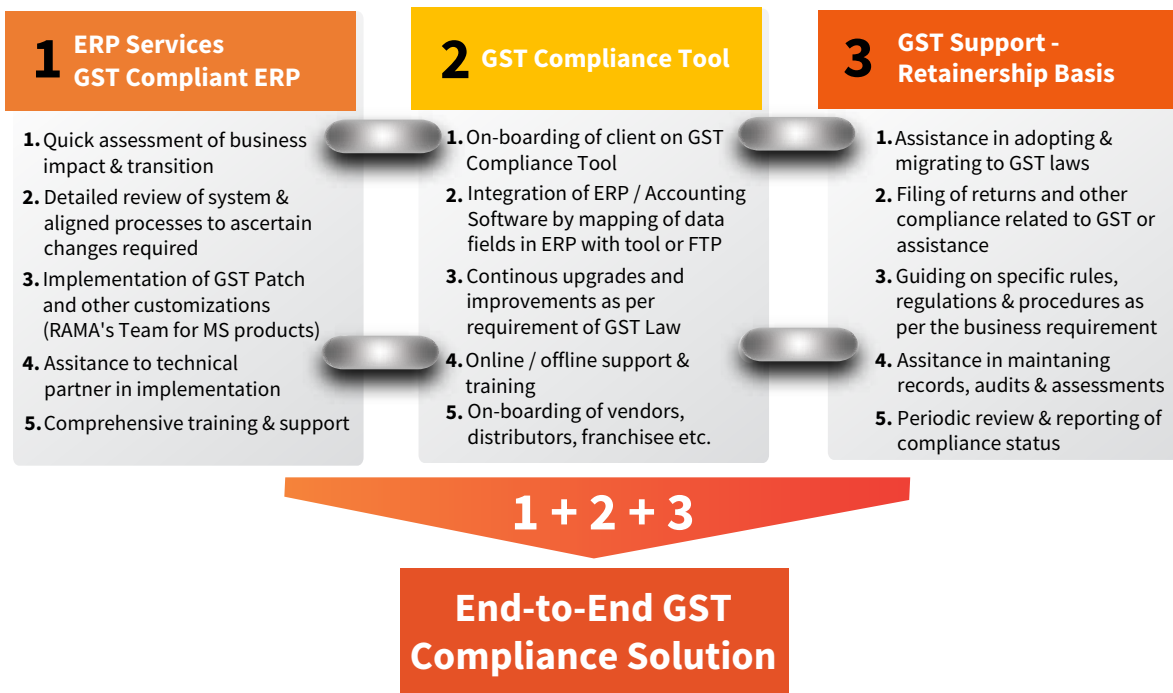 1
ERP Services
GST Compliant ERP
1. Quick assessment of business
impact & transition
2. Detailed review of system &
aligned processes to ascertain
changes required
3. Implementation of GST Patch
and other customizations
(RAMA's Team for MS products)
4. Assitance to technical
partner in implementation
5. Comprehensive training & support
2
GST Compliance Tool
1. On-boarding of client on GST
Compliance Tool
2. Integration of ERP / Accounting
Software by mapping of data
fields in ERP with tool or FTP
3. Continous upgrades and
improvements as per
requirement of GST Law
4. Online / offline support &
training
5. On-boarding of vendors,
distributors, franchisee etc.
3
GST Support -
Retainership Basis
1. Assistance in adopting &
migrating to GST laws
2. Filing of returns and other
compliance related to GST or
assistance
3. Guiding on specific rules,
regulations & procedures as
per the business requirement
4. Assitance in maintaning
records, audits & assessments
5. Periodic review & reporting of
compliance status
1 + 2 + 3
End-to-End GST
Compliance Solution